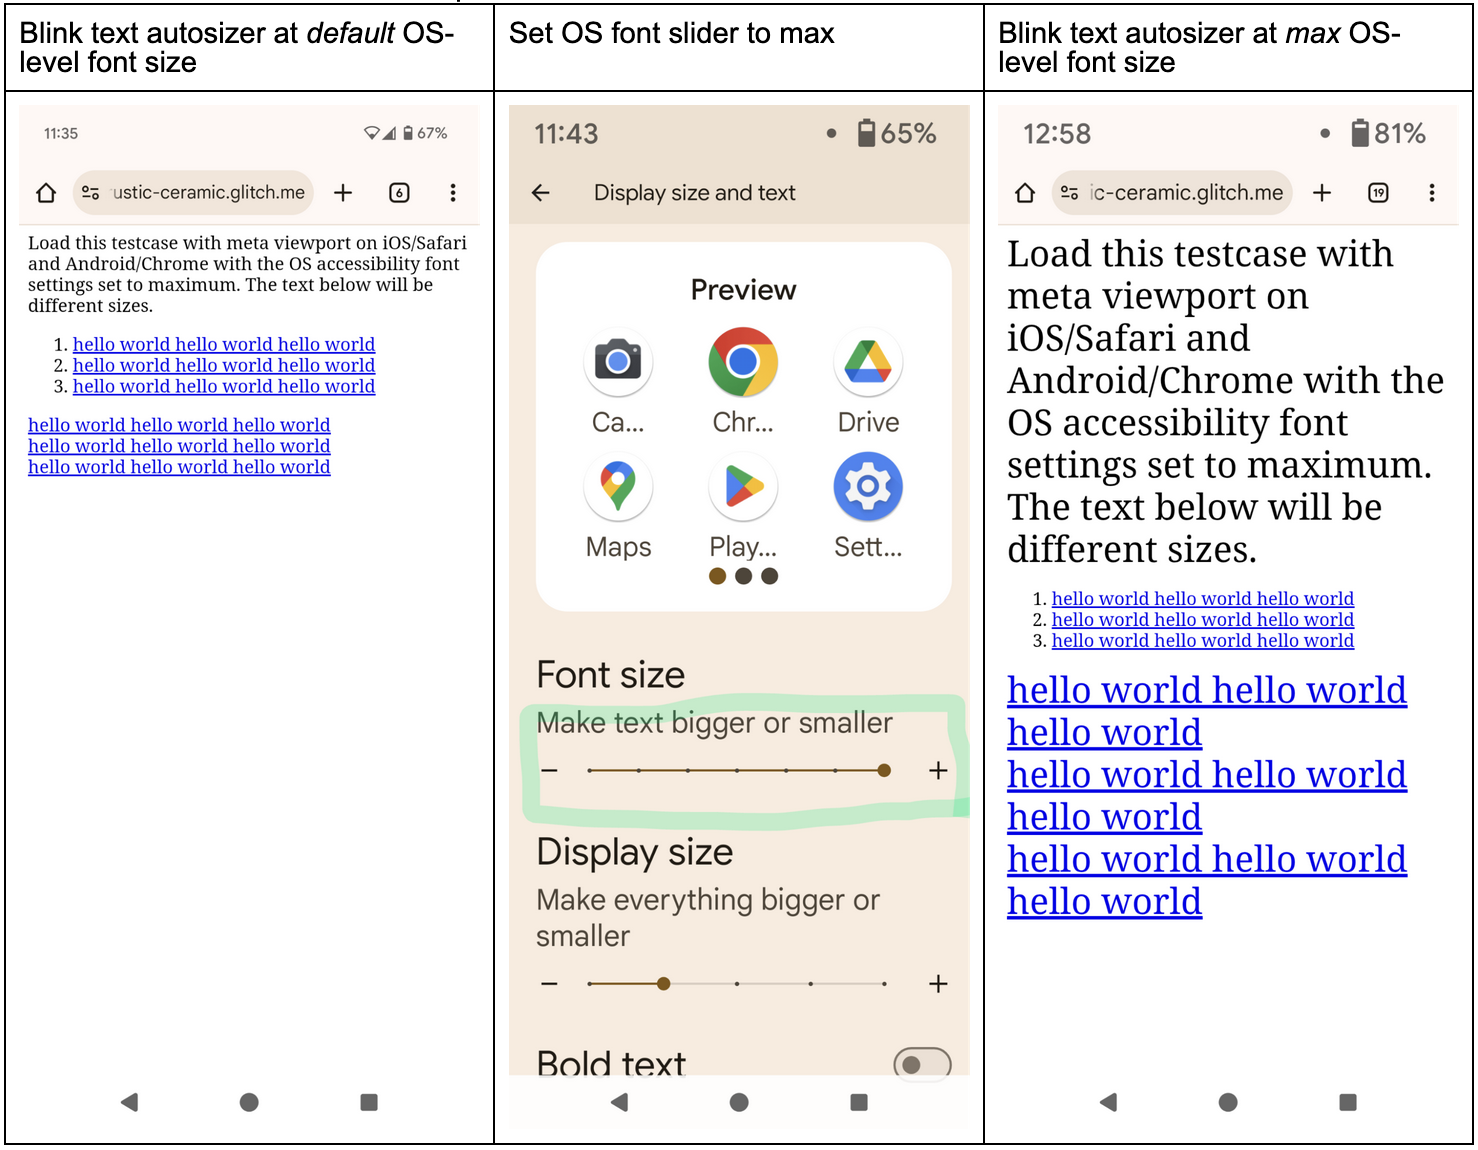 Blink text autosizer at default OS-
level font size
Set OS font slider to max
Blink text autosizer at max OS-
level font size
11:35
67%
ustic-ceramic.glitch.me
6
Load this testcase with meta viewport on iOS/Safari
and Android/Chrome with the OS accessibility font
settings set to maximum. The text below will be
different sizes.
1. hello world hello world hello world
2. hello world hello world hello world
3. hello world hello world hello world
hello world hello world hello world
hello world hello world hello world
hello world hello world hello world
11:43
65%
Display size and text
Preview
Ca...
Chr...
Drive
Maps
Play...
Sett...
Font size
Make text bigger or smaller
Display size
Make everything bigger or
smaller
Bold text
12:58
81%
ic-ceramic.glitch.me
19
Load this testcase with
meta viewport on
iOS/Safari and
Android/Chrome with the
OS accessibility font
settings set to maximum.
The text below will be
different sizes.
1. hello world hello world hello world
2. hello world hello world hello world
3. hello world hello world hello world
hello world hello world
hello world
hello world hello world
hello world
hello world hello world
hello world